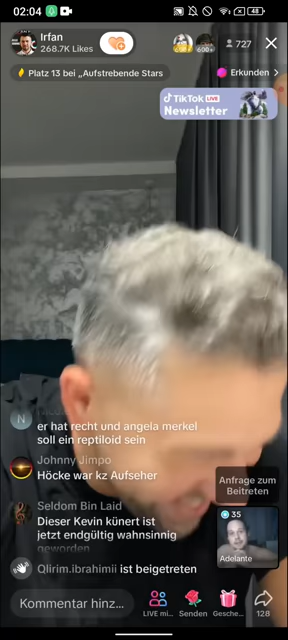 02:04
48
Irfan
268.7K Likes
600+
727
Platz 13 bei „Aufstrebende Stars
Erkunden
TikTok LIVE
Newsletter
N
er hat recht und angela merkel
soll ein reptiloid sein
Johnny Jimpo
Höcke war kz Aufseher
Seldom Bin Laid
Dieser Kevin künert ist
jetzt endgültig wahnsinnig
geworden
Qlirim.ibrahimii ist beigetreten
Anfrage zum
Beitreten
35
Adelante
Kommentar hinz...
LIVE mi...
Senden
Gesche...
128